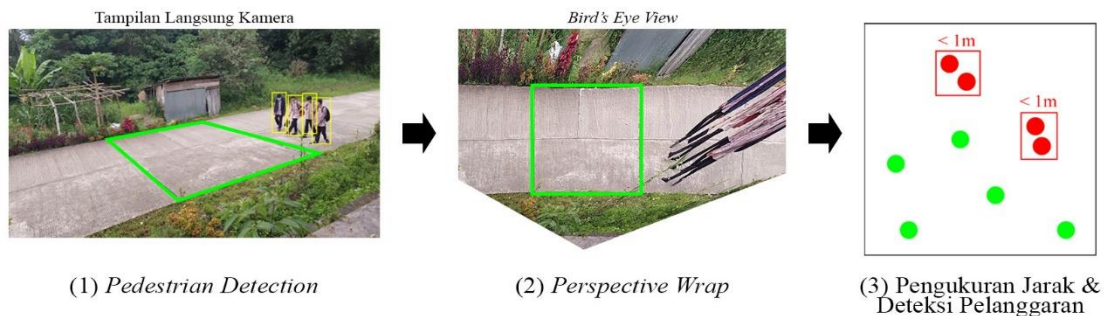 Tampilan Langsung Kamera
Bird's Eye View
< 1m
< 1m
(1) Pedestrian Detection
(2) Perspective Wrap
(3) Pengukuran Jarak &
Deteksi Pelanggaran